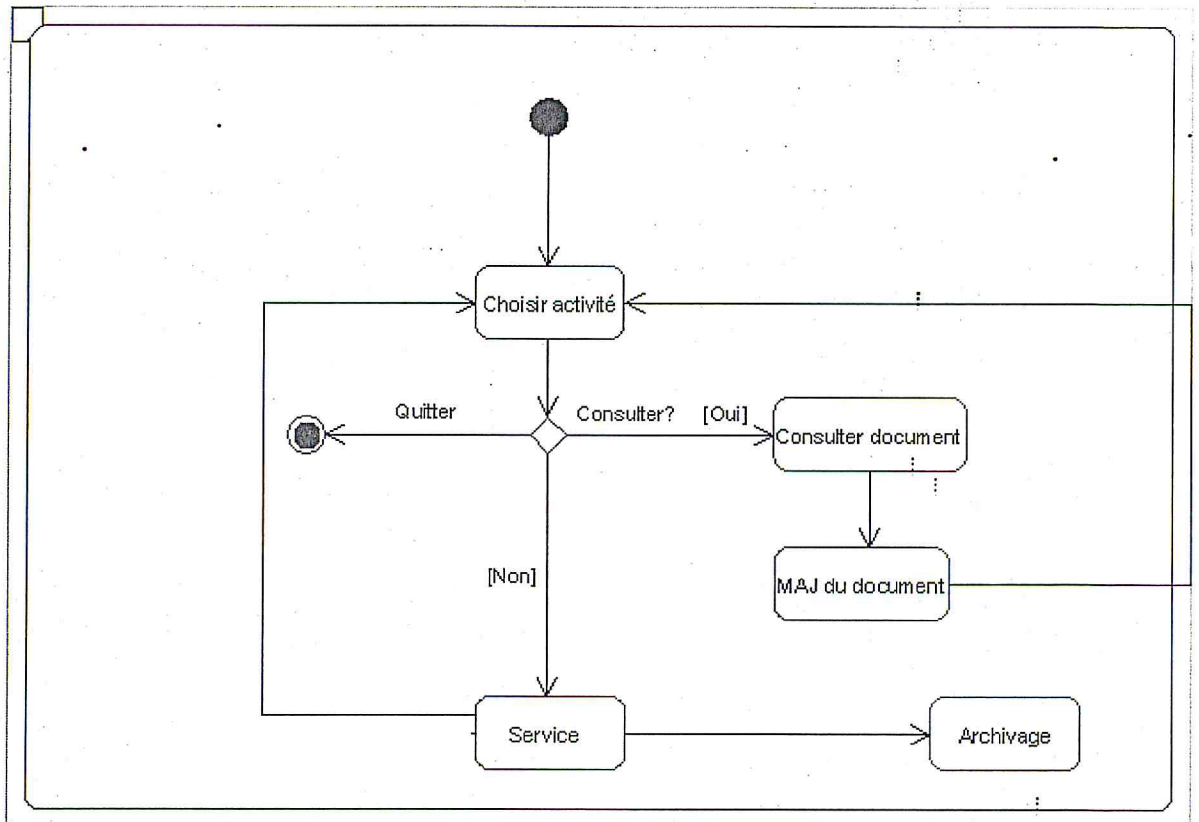 Choisir activité
Quitter
Consulter?
[Oui]
Consulter document
[Non]
MAJ du document
Service
Archivage